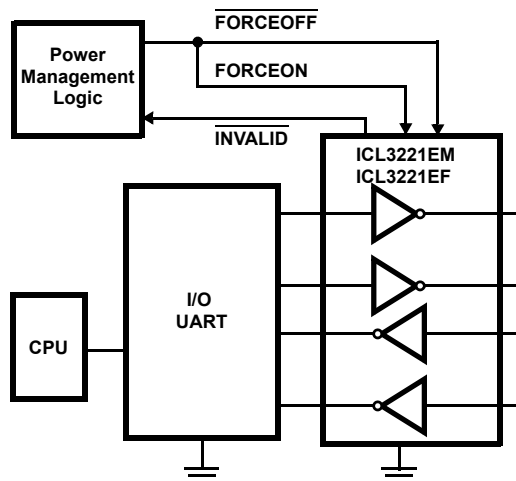 FORCEOFF
Power
Management
Logic
FORCEON
INVALID
ICL3221EM
ICL3221EF
I/O
UART
CPU